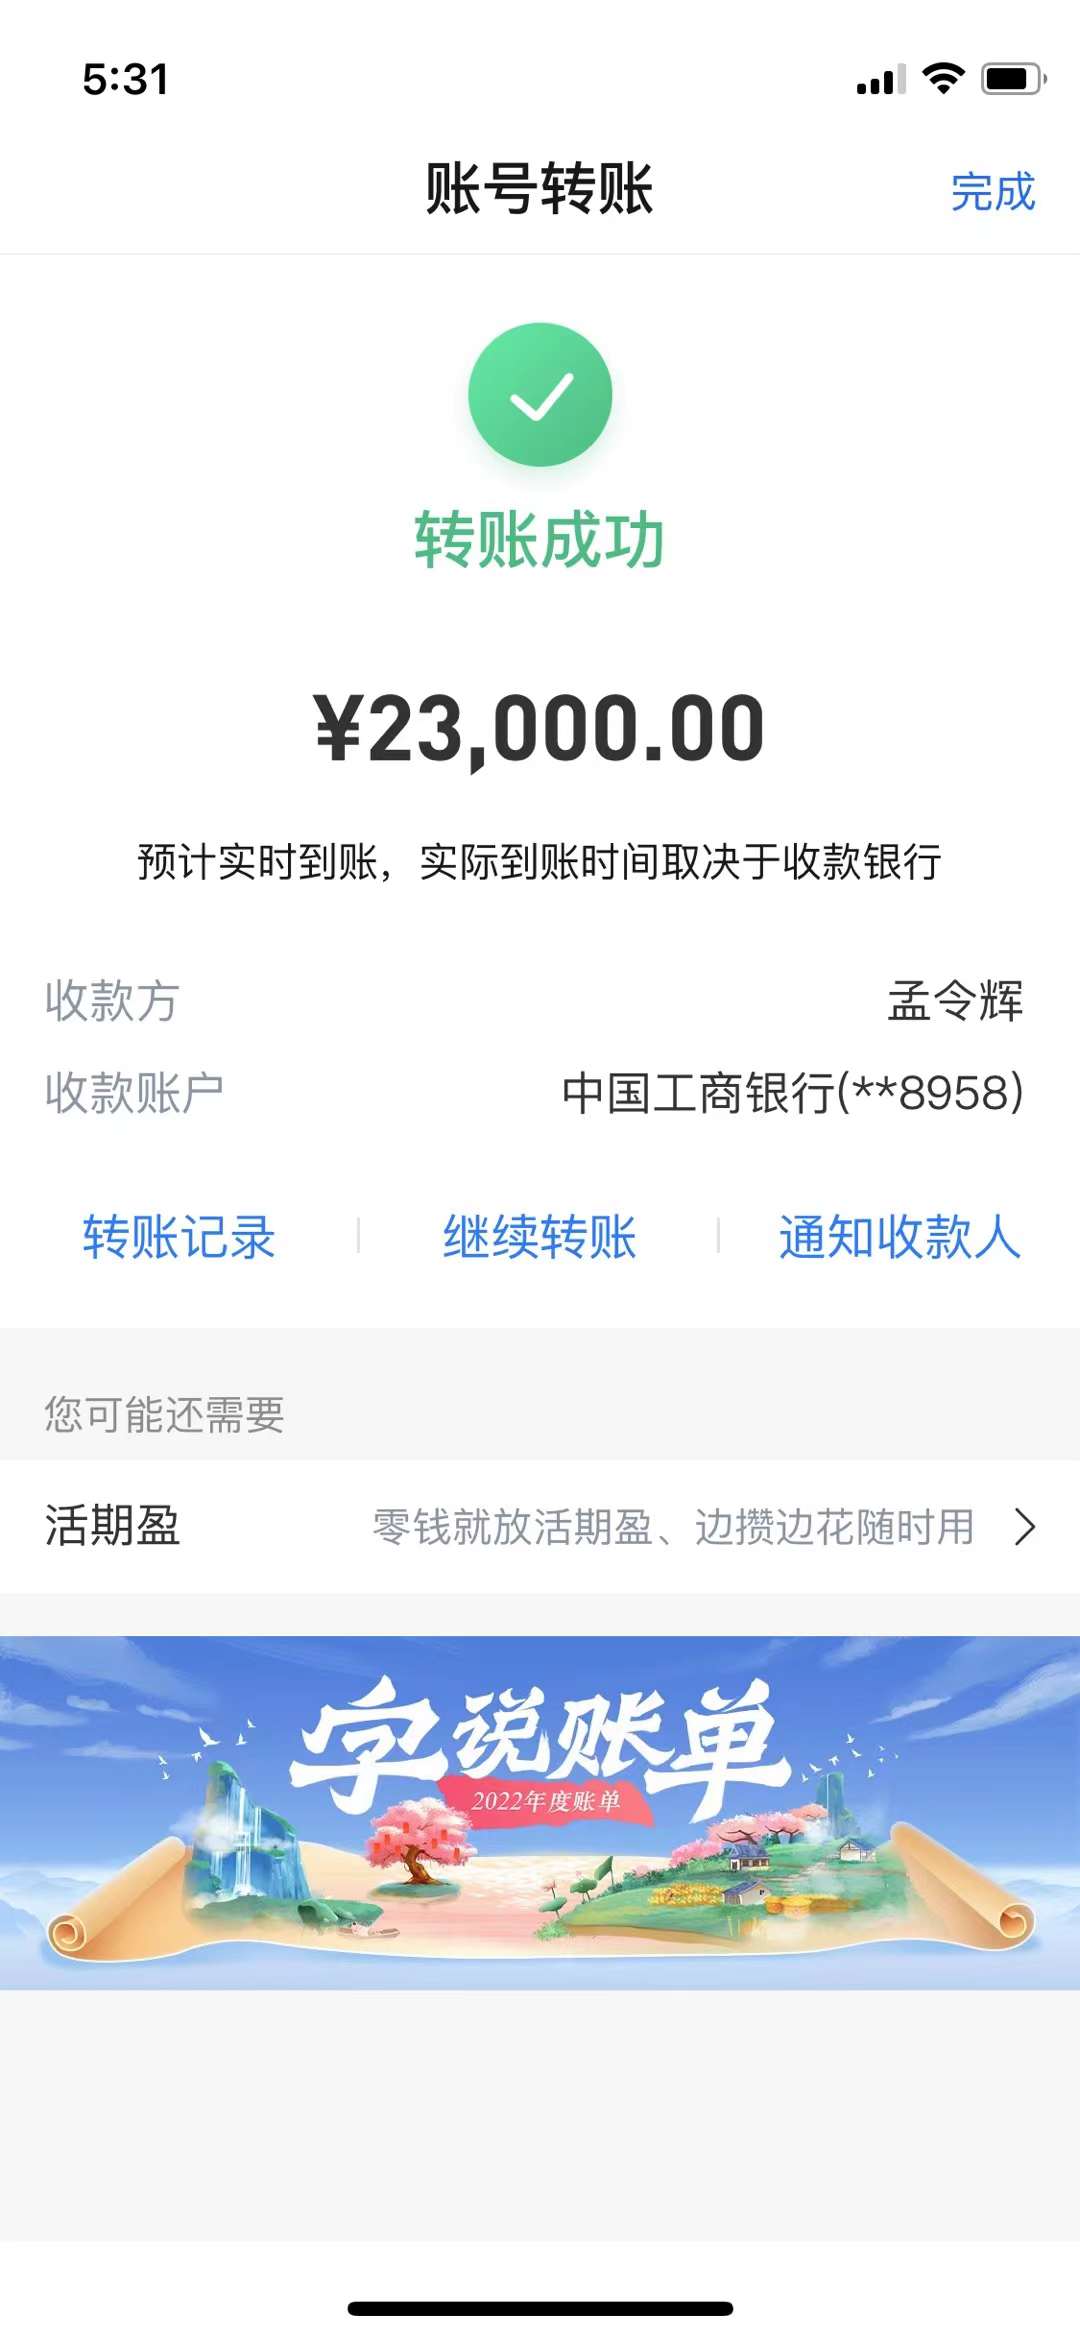 5:31
账号转账
完成
转账成功
¥23,000.00
预计实时到账，实际到账时间取决于收款银行
收款方 孟令辉
收款账户 中国工商银行(**8958)
转账记录 继续转账 通知收款人
您可能还需要
活期盈 零钱就放活期盈、边攒边花随时用
字说账单
2022年度账单